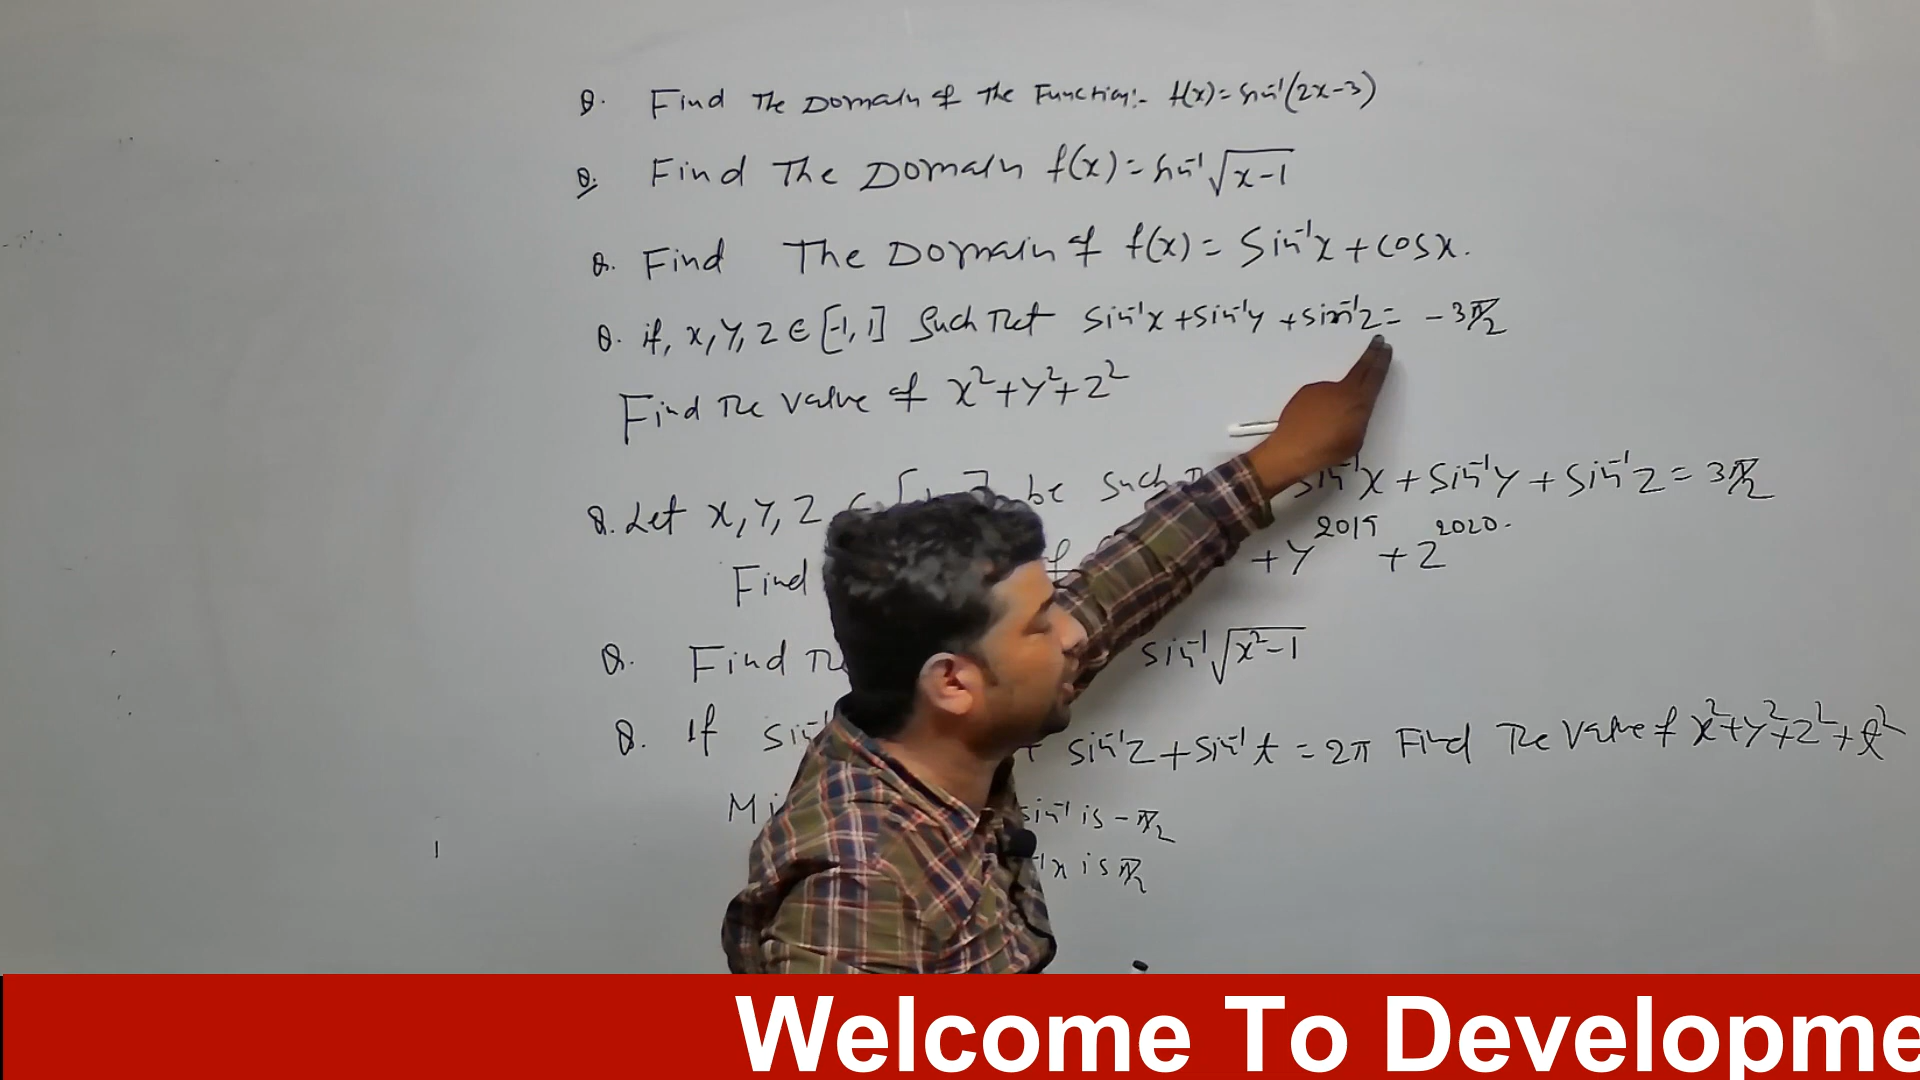 Q. Find The Domain of The Function:- f(x) = sin⁻¹(2x-3)
Q. Find The Domain f(x) = sin⁻¹√(x-1)
Q. Find The Domain of f(x) = Sin⁻¹x + cosx.
Q. if, x, y, z ∈ [-1, 1] Such That sin⁻¹x + sin⁻¹y + sin⁻¹z = -3π/2
Find The value of x² + y² + z²
Q. Let x, y, z ∈ be such sin⁻¹x + sin⁻¹y + sin⁻¹z = 3π/2
Find + y²⁰¹⁹ + z²⁰²⁰.
Q. Find The sin⁻¹√(x²-1)
Q. If sin⁻¹z + sin⁻¹t = 2π Find The value of x² + y² + z² + t²
sin⁻¹ is -π/2
⁻¹x is π/2
Welcome To Developme